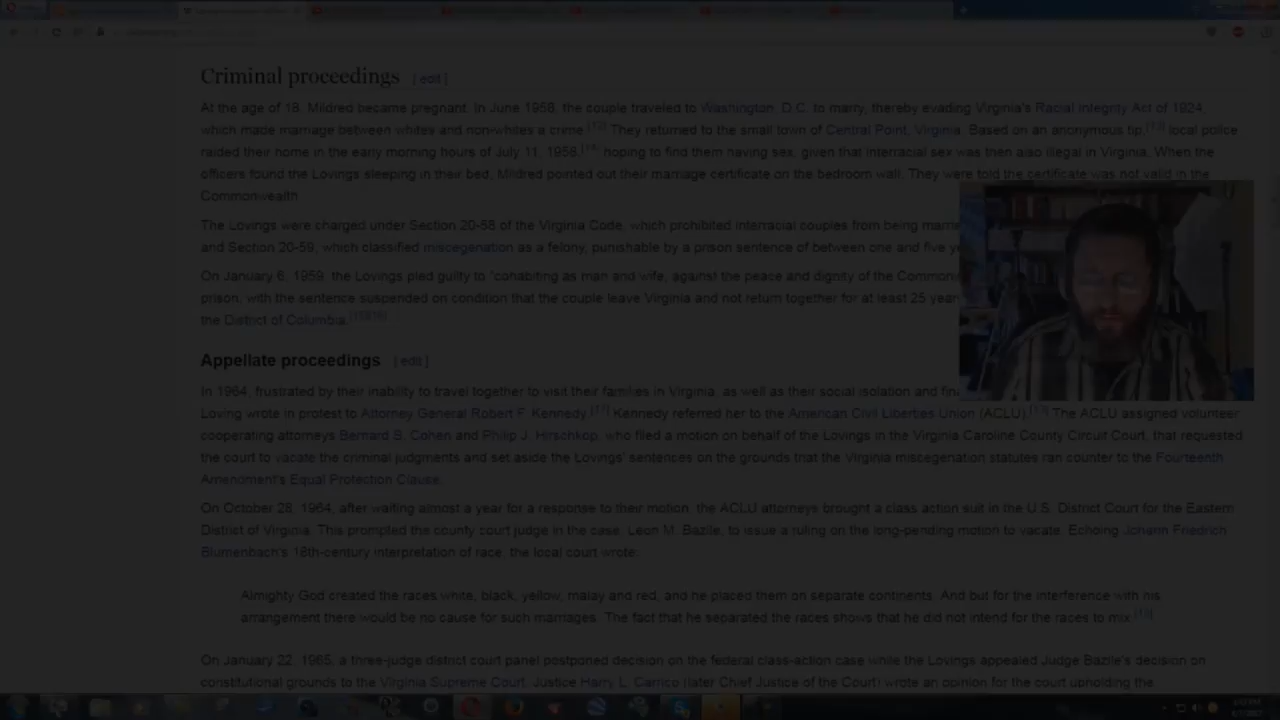 Criminal proceedings [ edit ]
At the age of 18, Mildred became pregnant. In June 1958, the couple traveled to Washington, D.C. to marry, thereby evading Virginia's Racial Integrity Act of 1924,
which made marriage between whites and non-whites a crime.[12] They returned to the small town of Central Point, Virginia. Based on an anonymous tip,[13] local police
raided their home in the early morning hours of July 11, 1958,[14] hoping to find them having sex, given that interracial sex was then also illegal in Virginia. When the
officers found the Lovings sleeping in their bed, Mildred pointed out their marriage certificate on the bedroom wall. They were told the certificate was not valid in the
Commonwealth.
The Lovings were charged under Section 20-58 of the Virginia Code, which prohibited interracial couples from being marr
and Section 20-59, which classified miscegenation as a felony, punishable by a prison sentence of between one and five y
On January 6, 1959, the Lovings pled guilty to "cohabiting as man and wife, against the peace and dignity of the Common
prison, with the sentence suspended on condition that the couple leave Virginia and not return together for at least 25 year
the District of Columbia.[15][16]
Appellate proceedings [ edit ]
In 1964, frustrated by their inability to travel together to visit their families in Virginia, as well as their social isolation and fin
Loving wrote in protest to Attorney General Robert F. Kennedy.[17] Kennedy referred her to the American Civil Liberties Union (ACLU).[13] The ACLU assigned volunteer
cooperating attorneys Bernard S. Cohen and Philip J. Hirschkop, who filed a motion on behalf of the Lovings in the Virginia Caroline County Circuit Court, that requested
the court to vacate the criminal judgments and set aside the Lovings' sentences on the grounds that the Virginia miscegenation statutes ran counter to the Fourteenth
Amendment's Equal Protection Clause.
On October 28, 1964, after waiting almost a year for a response to their motion, the ACLU attorneys brought a class action suit in the U.S. District Court for the Eastern
District of Virginia. This prompted the county court judge in the case, Leon M. Bazile, to issue a ruling on the long-pending motion to vacate. Echoing Johann Friedrich
Blumenbach's 18th-century interpretation of race, the local court wrote:
Almighty God created the races white, black, yellow, malay and red, and he placed them on separate continents. And but for the interference with his
arrangement there would be no cause for such marriages. The fact that he separated the races shows that he did not intend for the races to mix.
On January 22, 1965, a three-judge district court panel postponed decision on the federal class-action case while the Lovings appealed Judge Bazile's decision on
constitutional grounds to the Virginia Supreme Court. Justice Harry L. Carrico (later Chief Justice of the Court) wrote an opinion for the court upholding the